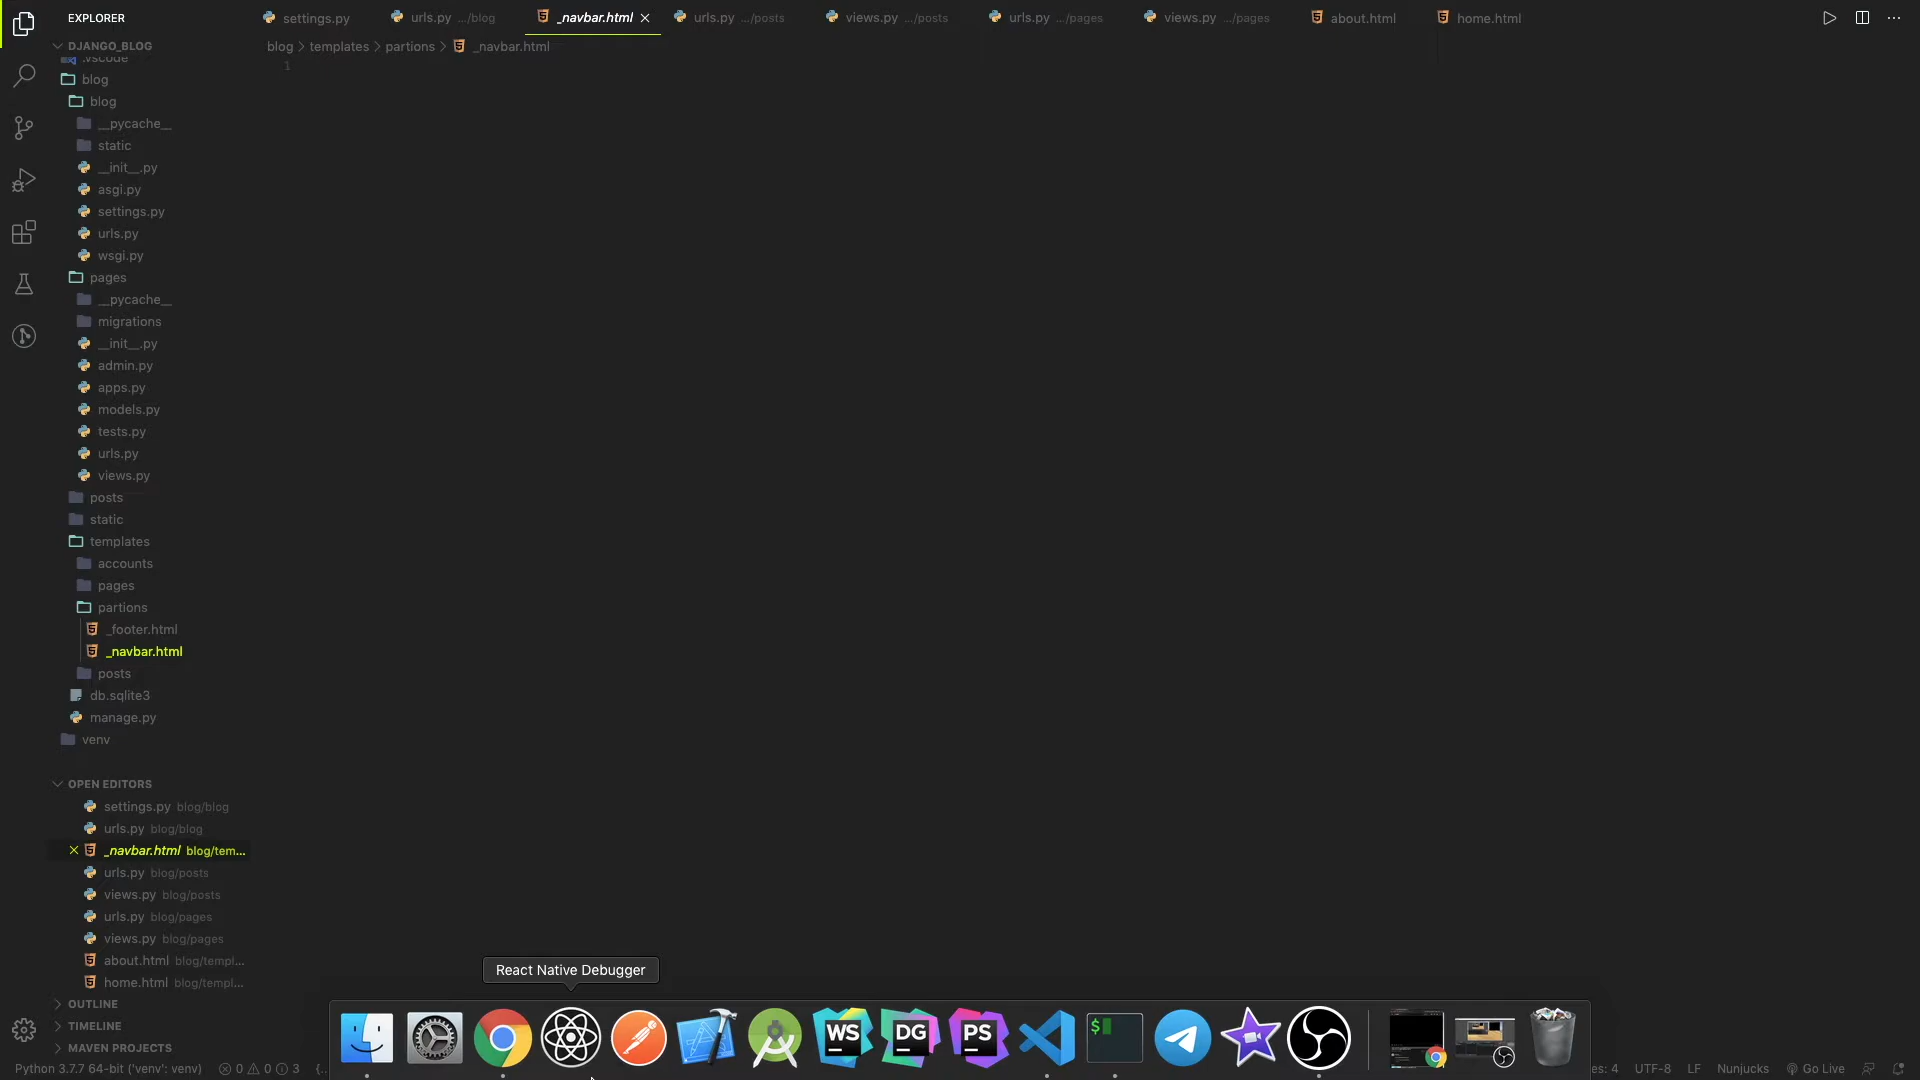 EXPLORER
settings.py
urls.py .../blog
_navbar.html
urls.py .../posts
views.py .../posts
urls.py .../pages
views.py .../pages
about.html
home.html
DJANGO_BLOG
blog > templates > partions > _navbar.html
1
.vscode
blog
blog
__pycache__
static
__init__.py
asgi.py
settings.py
urls.py
wsgi.py
pages
__pycache__
migrations
__init__.py
admin.py
apps.py
models.py
tests.py
urls.py
views.py
posts
static
templates
accounts
pages
partions
_footer.html
_navbar.html
posts
db.sqlite3
manage.py
venv
OPEN EDITORS
settings.py blog/blog
urls.py blog/blog
_navbar.html blog/tem...
urls.py blog/posts
views.py blog/posts
urls.py blog/pages
views.py blog/pages
about.html blog/templ...
home.html blog/templ...
OUTLINE
TIMELINE
MAVEN PROJECTS
React Native Debugger
WS
DG
PS
$
Python 3.7.7 64-bit ('venv': venv)
0
0
3
{..
es: 4
UTF-8
LF
Nunjucks
Go Live